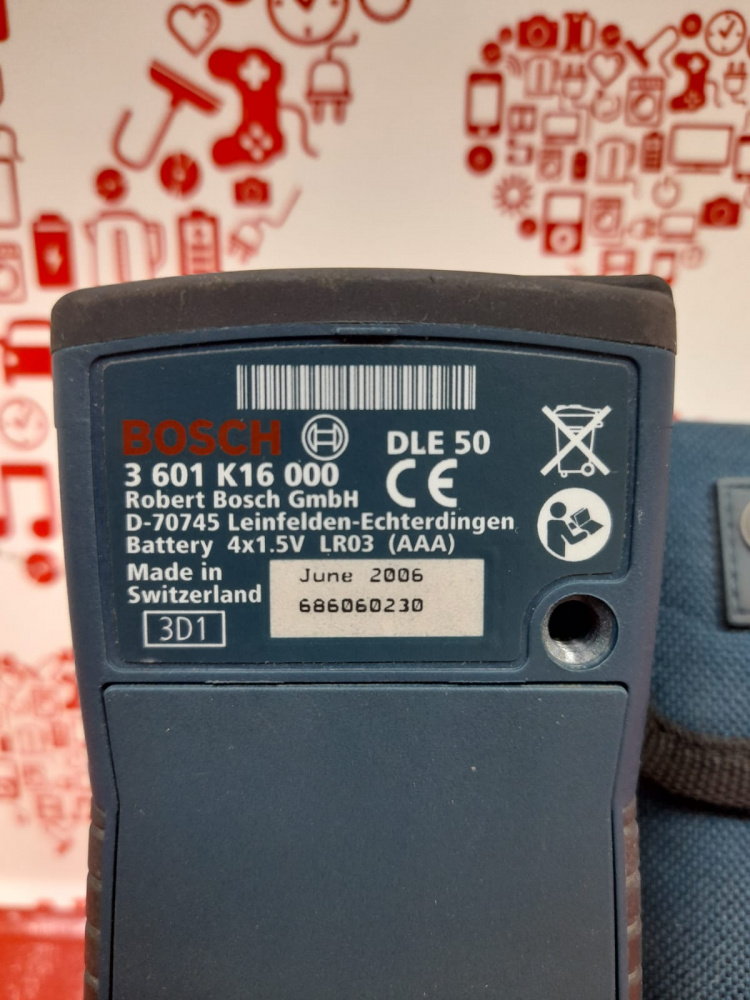 BOSCH
DLE 50
3 601 K16 000
CE
Robert Bosch GmbH
D-70745 Leinfelden-Echterdingen
Battery 4x1.5V LR03 (AAA)
Made in
Switzerland
June 2006
686060230
3D1